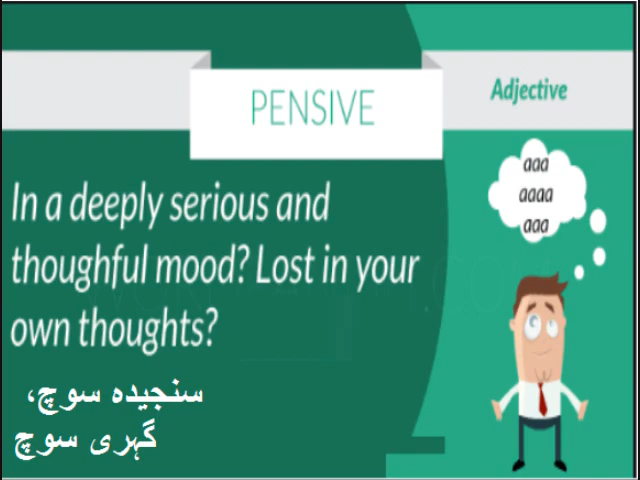 PENSIVE
Adjective
In a deeply serious and
thoughtful mood? Lost in your
own thoughts?
aaa
aaaa
aaa
سنجیدہ سوچ،
گہری سوچ